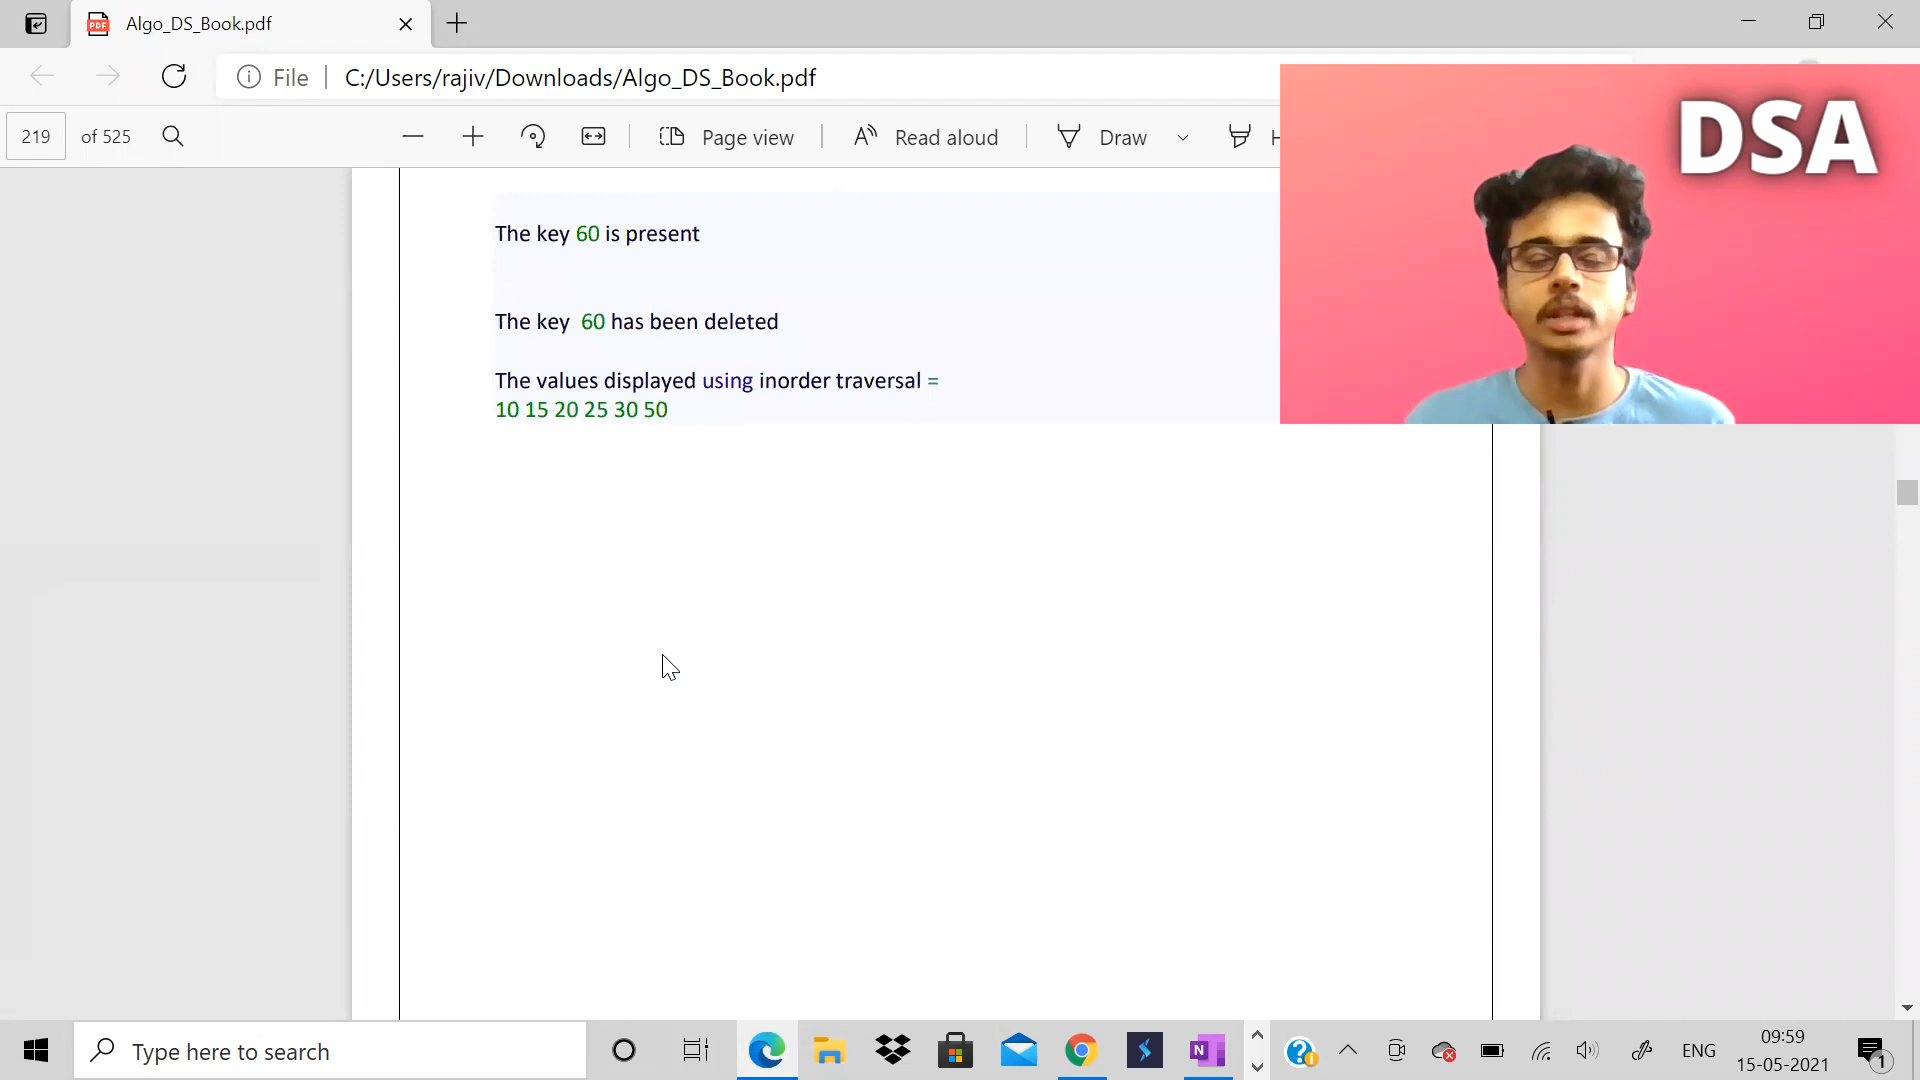 Algo_DS_Book.pdf
File | C:/Users/rajiv/Downloads/Algo_DS_Book.pdf
219 of 525
Page view
Read aloud
Draw
H
DSA
The key 60 is present
The key 60 has been deleted
The values displayed using inorder traversal =
10 15 20 25 30 50
Type here to search
ENG
09:59
15-05-2021
1